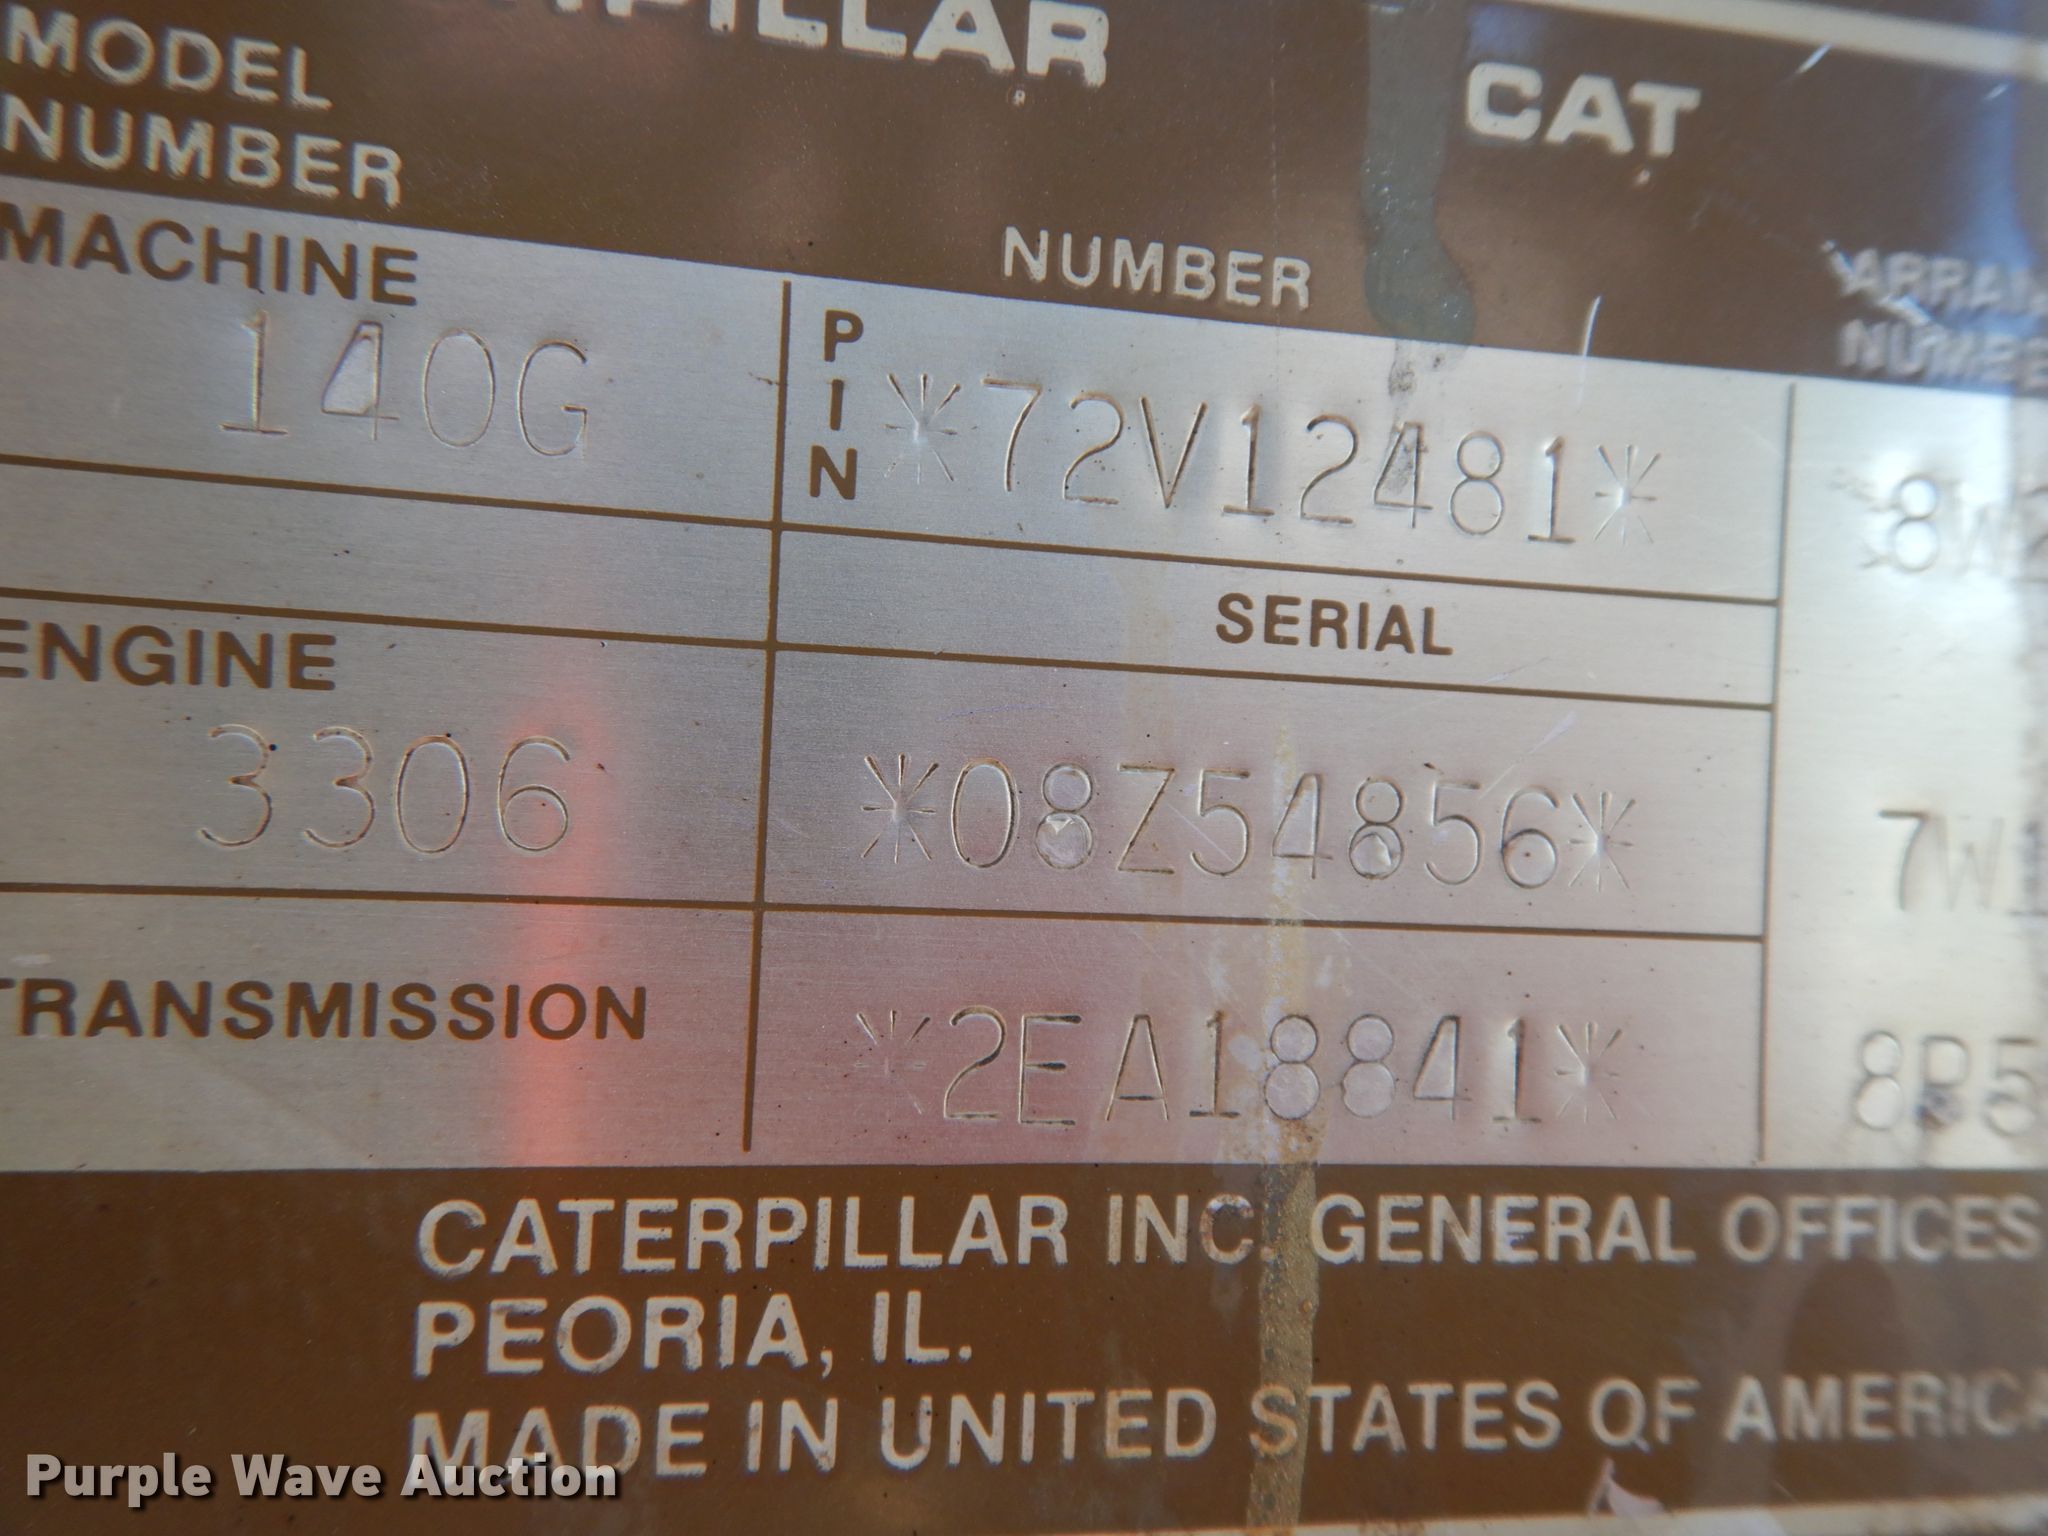 MODEL
NUMBER
CAT
NUMBER
MACHINE
140G
PIN
*72V12481*
SERIAL
ENGINE
3306
*08Z54856*
TRANSMISSION
*2EA18841*
CATERPILLAR INC. GENERAL OFFICES
PEORIA, IL.
MADE IN UNITED STATES OF AMERICA
Purple Wave Auction